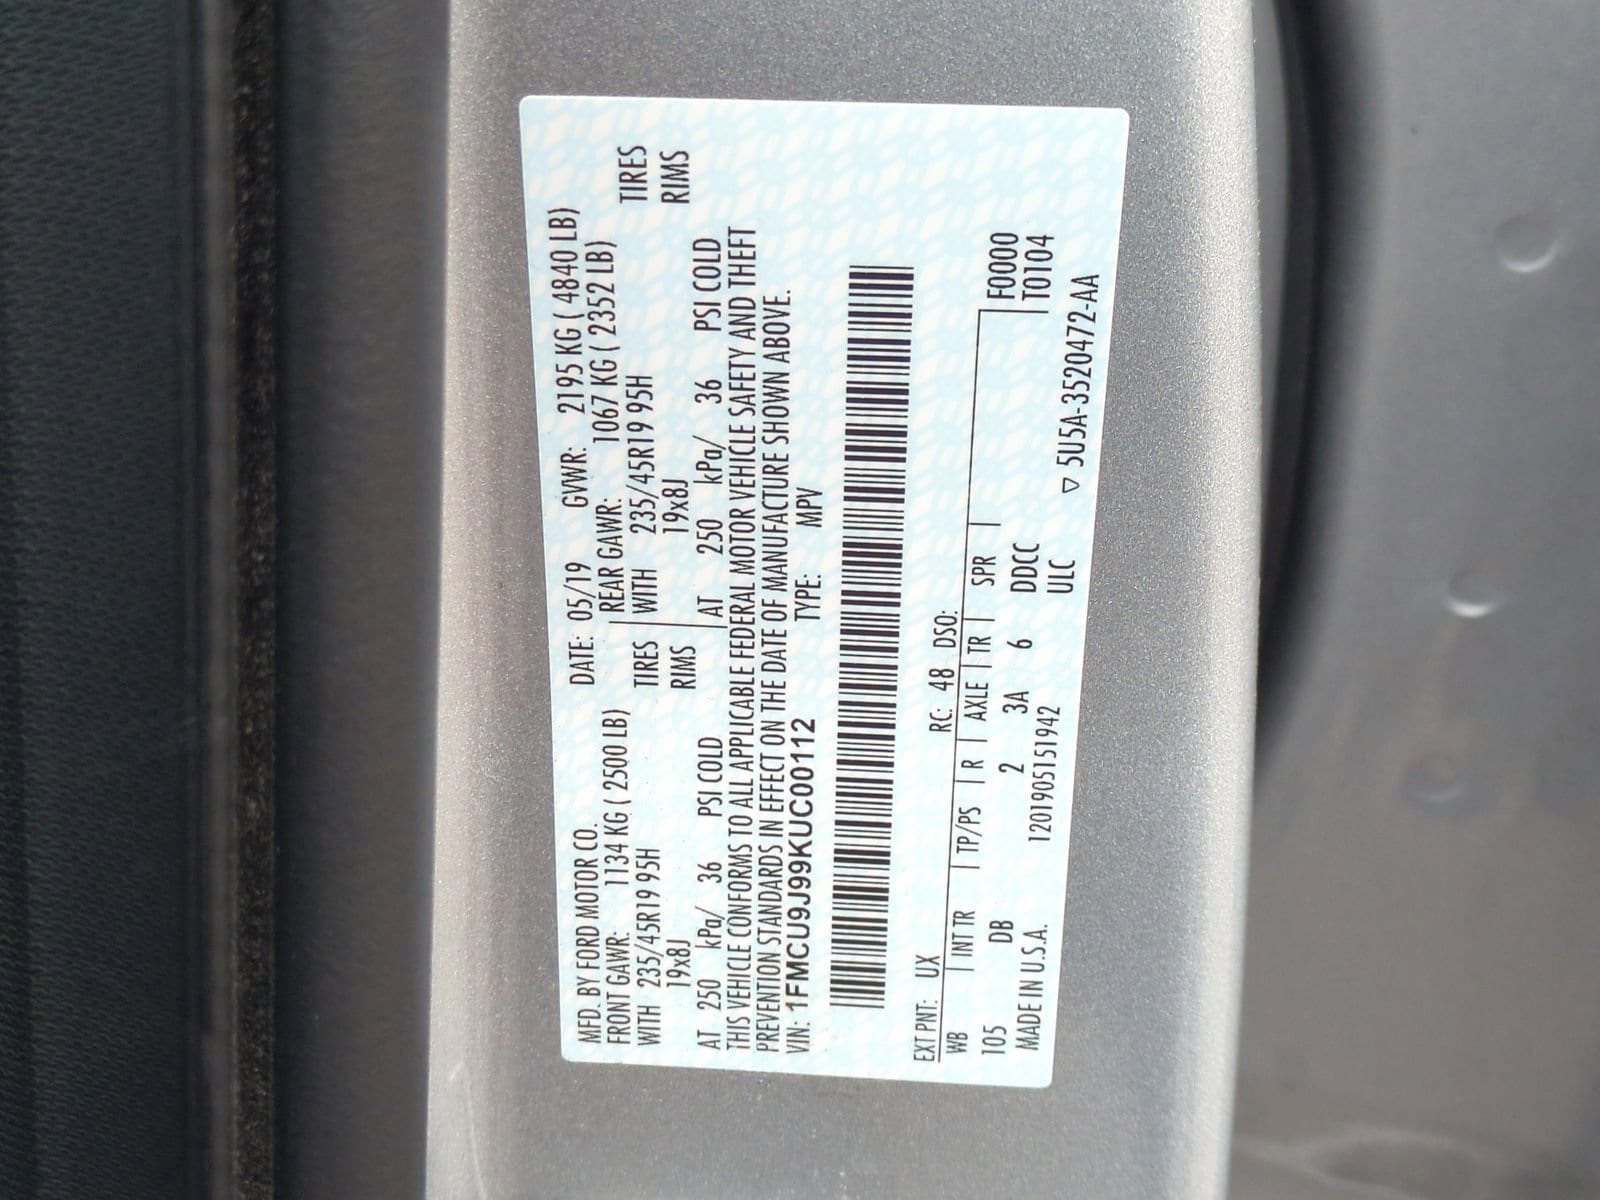 MFD. BY FORD MOTOR CO. DATE: 05/19 GVWR: 2195 KG ( 4840 LB)
FRONT GAWR: 1134 KG ( 2500 LB) REAR GAWR: 1067 KG ( 2352 LB)
WITH 235/45R19 95H TIRES WITH 235/45R19 95H TIRES
19x8J RIMS 19x8J RIMS
AT 250 kPa/ 36 PSI COLD AT 250 kPa/ 36 PSI COLD
THIS VEHICLE CONFORMS TO ALL APPLICABLE FEDERAL MOTOR VEHICLE SAFETY AND THEFT
PREVENTION STANDARDS IN EFFECT ON THE DATE OF MANUFACTURE SHOWN ABOVE.
VIN: 1FMCU9J99KUC00112 TYPE: MPV
EXT PNT: UX RC: 48 DSO:
WB INT TR TP/PS R AXLE TR SPR F0000
105 DB 2 3A 6 DDCC T0104
MADE IN U.S.A. 1201905151942 ULC
▽ 5U5A-3520472-AA